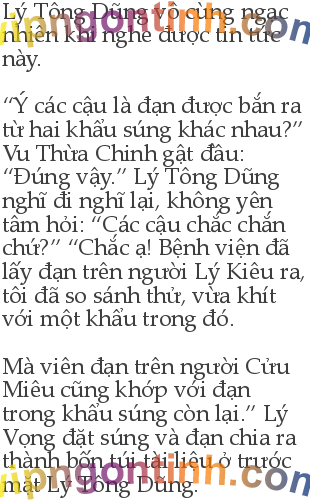 Lý Tông Dũng vô cùng ngạc
nhiên khi nghe được tin tức
này.
“Ý các cậu là đạn được bắn ra
từ hai khẩu súng khác nhau?”
Vu Thừa Chinh gật đầu:
“Đúng vậy.” Lý Tông Dũng
nghĩ đi nghĩ lại, không yên
tâm hỏi: “Các cậu chắc chắn
chứ?” “Chắc ạ! Bệnh viện đã
lấy đạn trên người Lý Kiêu ra,
tôi đã so sánh thử, vừa khít
với một khẩu trong đó.
Mà viên đạn trên người Cửu
Miêu cũng khớp với đạn
trong khẩu súng còn lại.” Lý
Vọng đặt súng và đạn chia ra
thành bốn túi tài liệu ở trước
mặt Lý Tông Dũng.
vipngontinh.com
vipngontinh.com